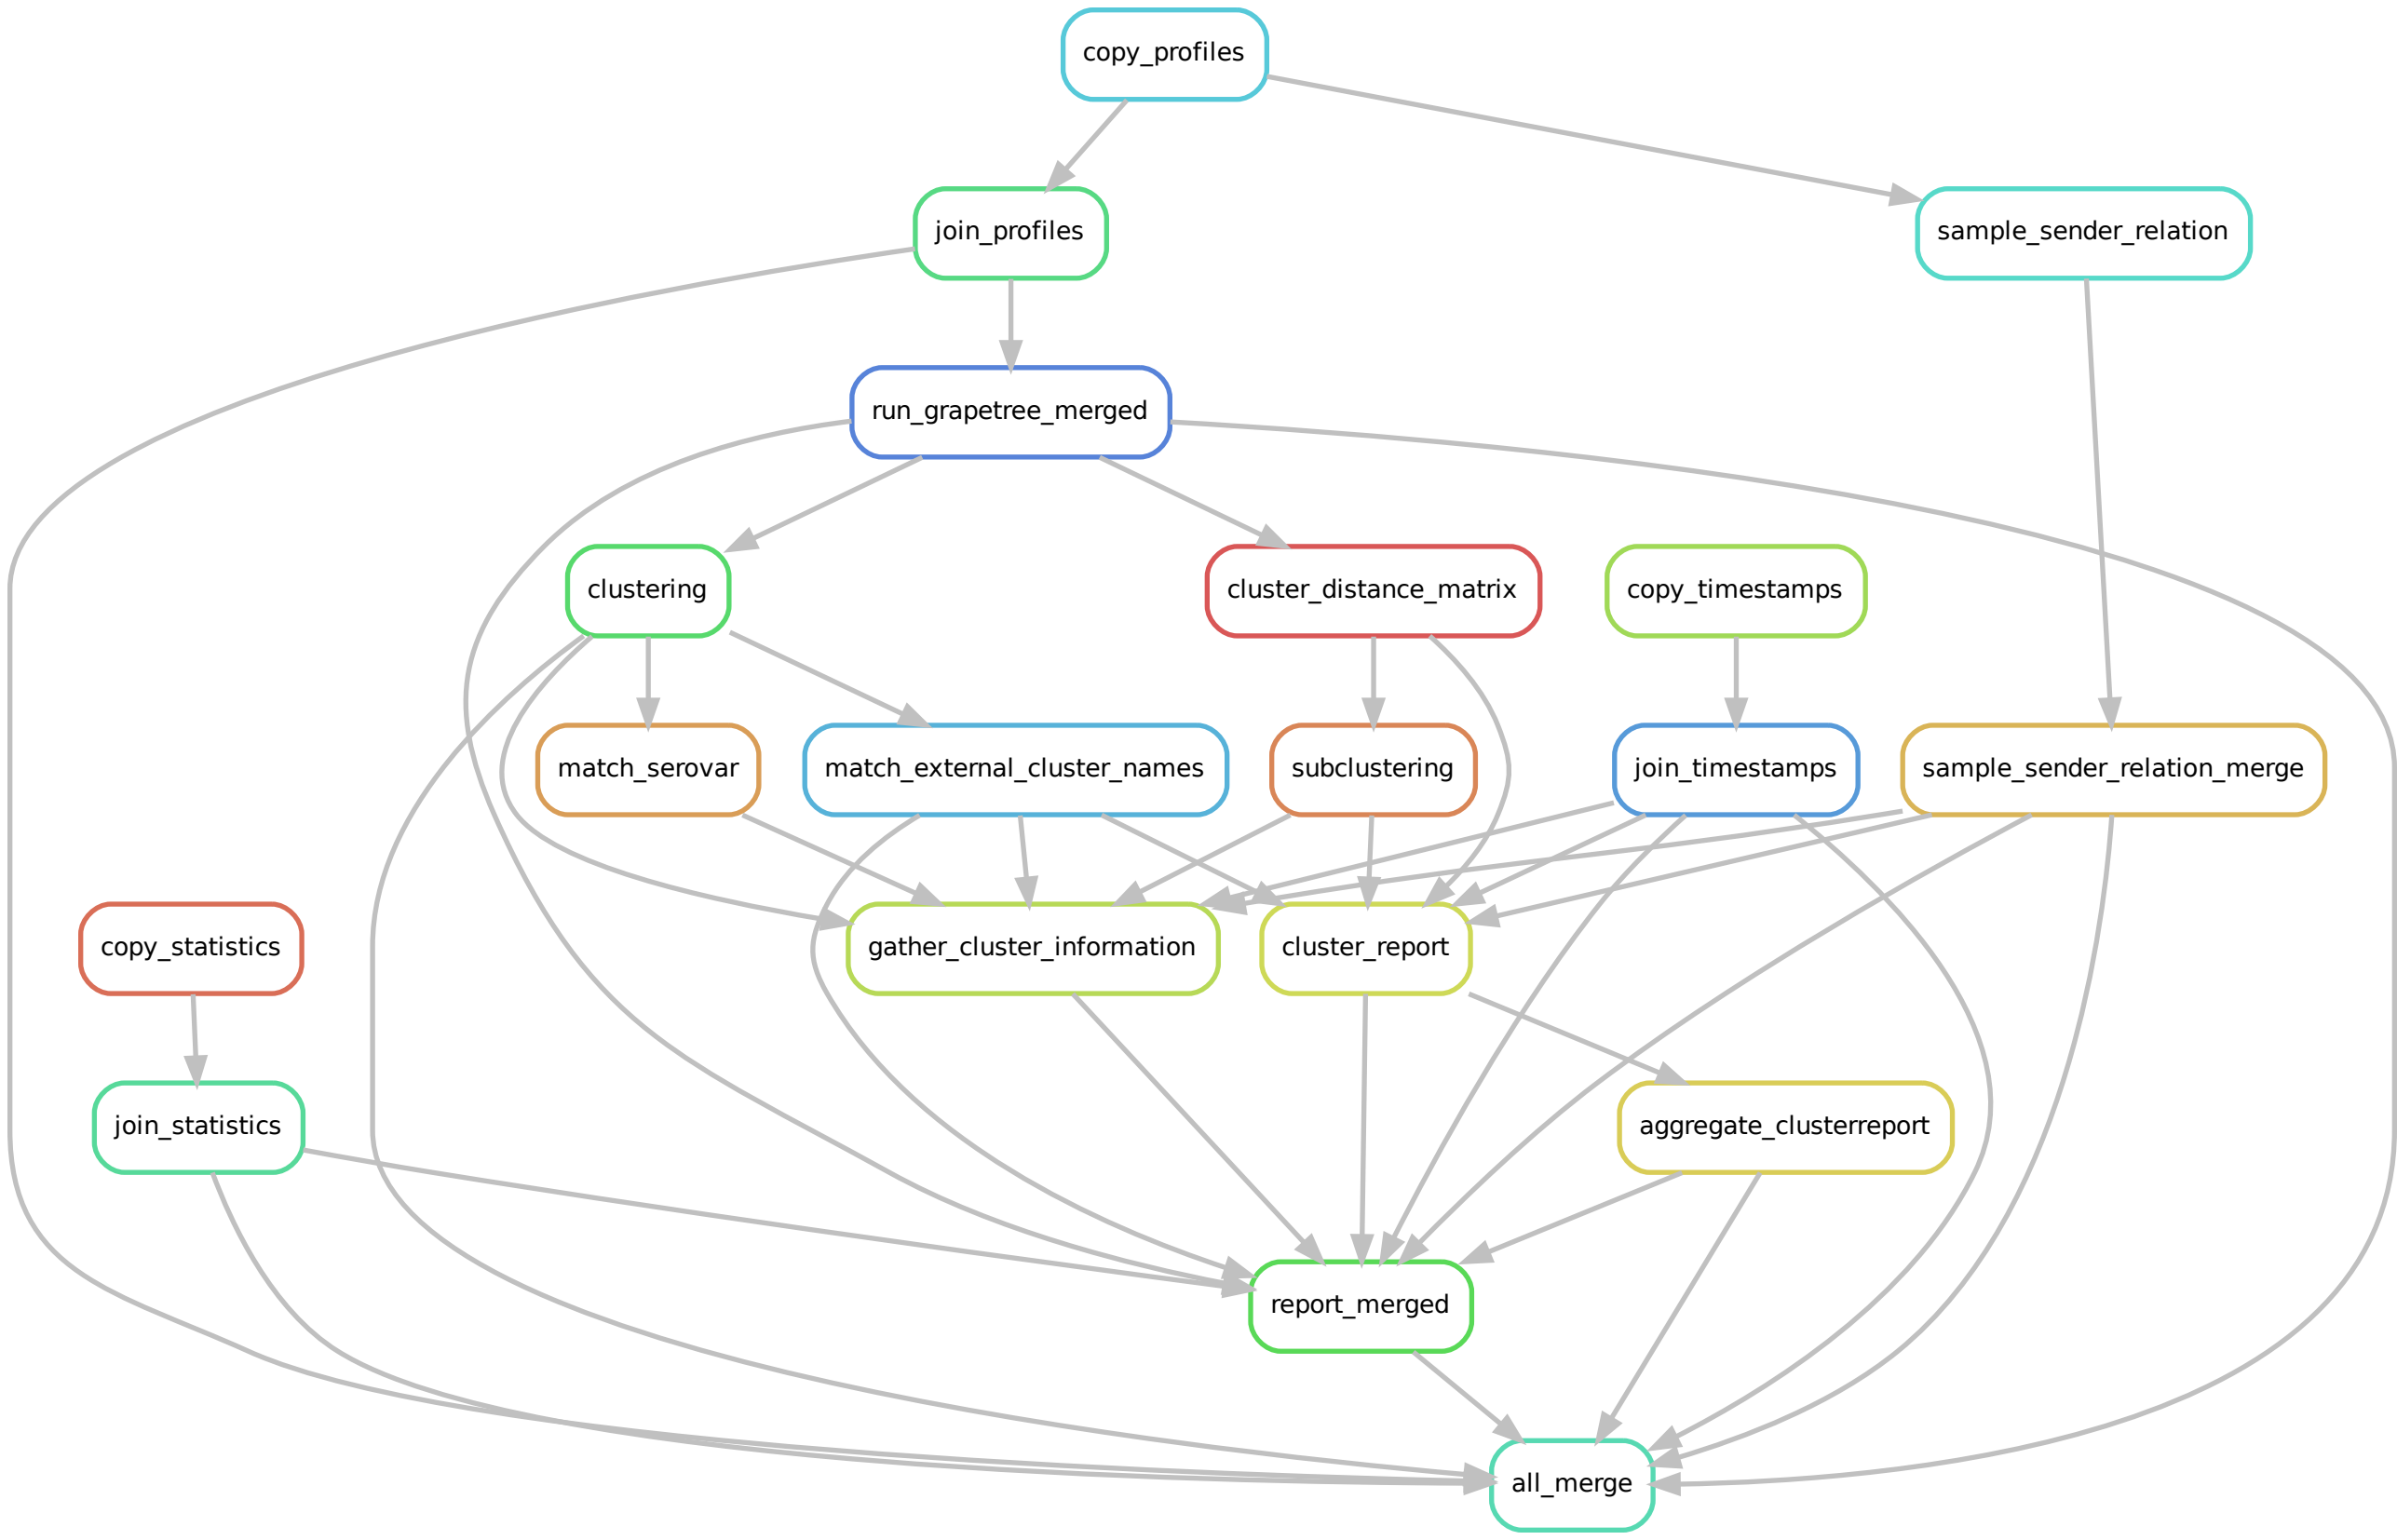 copy_profiles
join_profiles
sample_sender_relation
run_grapetree_merged
clustering
cluster_distance_matrix
copy_timestamps
match_serovar
match_external_cluster_names
subclustering
join_timestamps
sample_sender_relation_merge
copy_statistics
gather_cluster_information
cluster_report
join_statistics
aggregate_clusterreport
report_merged
all_merge